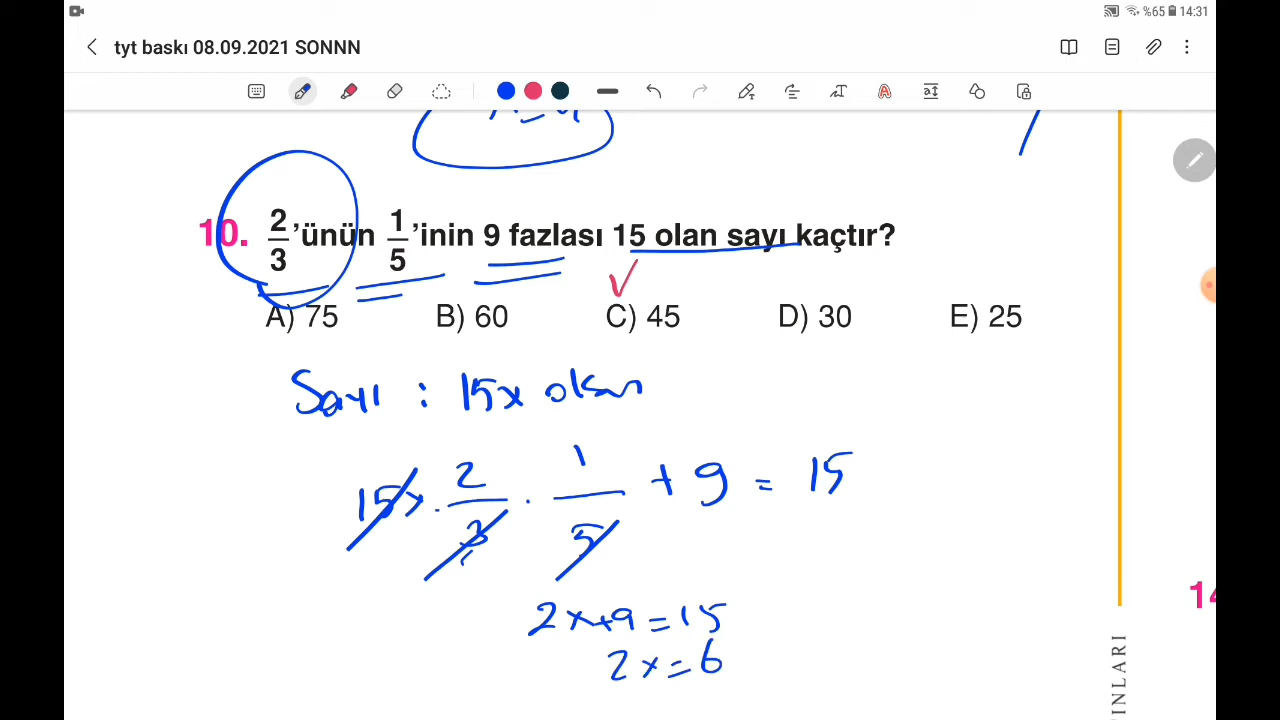 %65 14:31
tyt baskı 08.09.2021 SONNN
10. 2/3 'ünün 1/5 'inin 9 fazlası 15 olan sayı kaçtır?
A) 75 B) 60 C) 45 D) 30 E) 25
Sayı : 15x olsun
15x . 2/3 . 1/5 + 9 = 15
2x+9=15
2x=6
14
INLARI